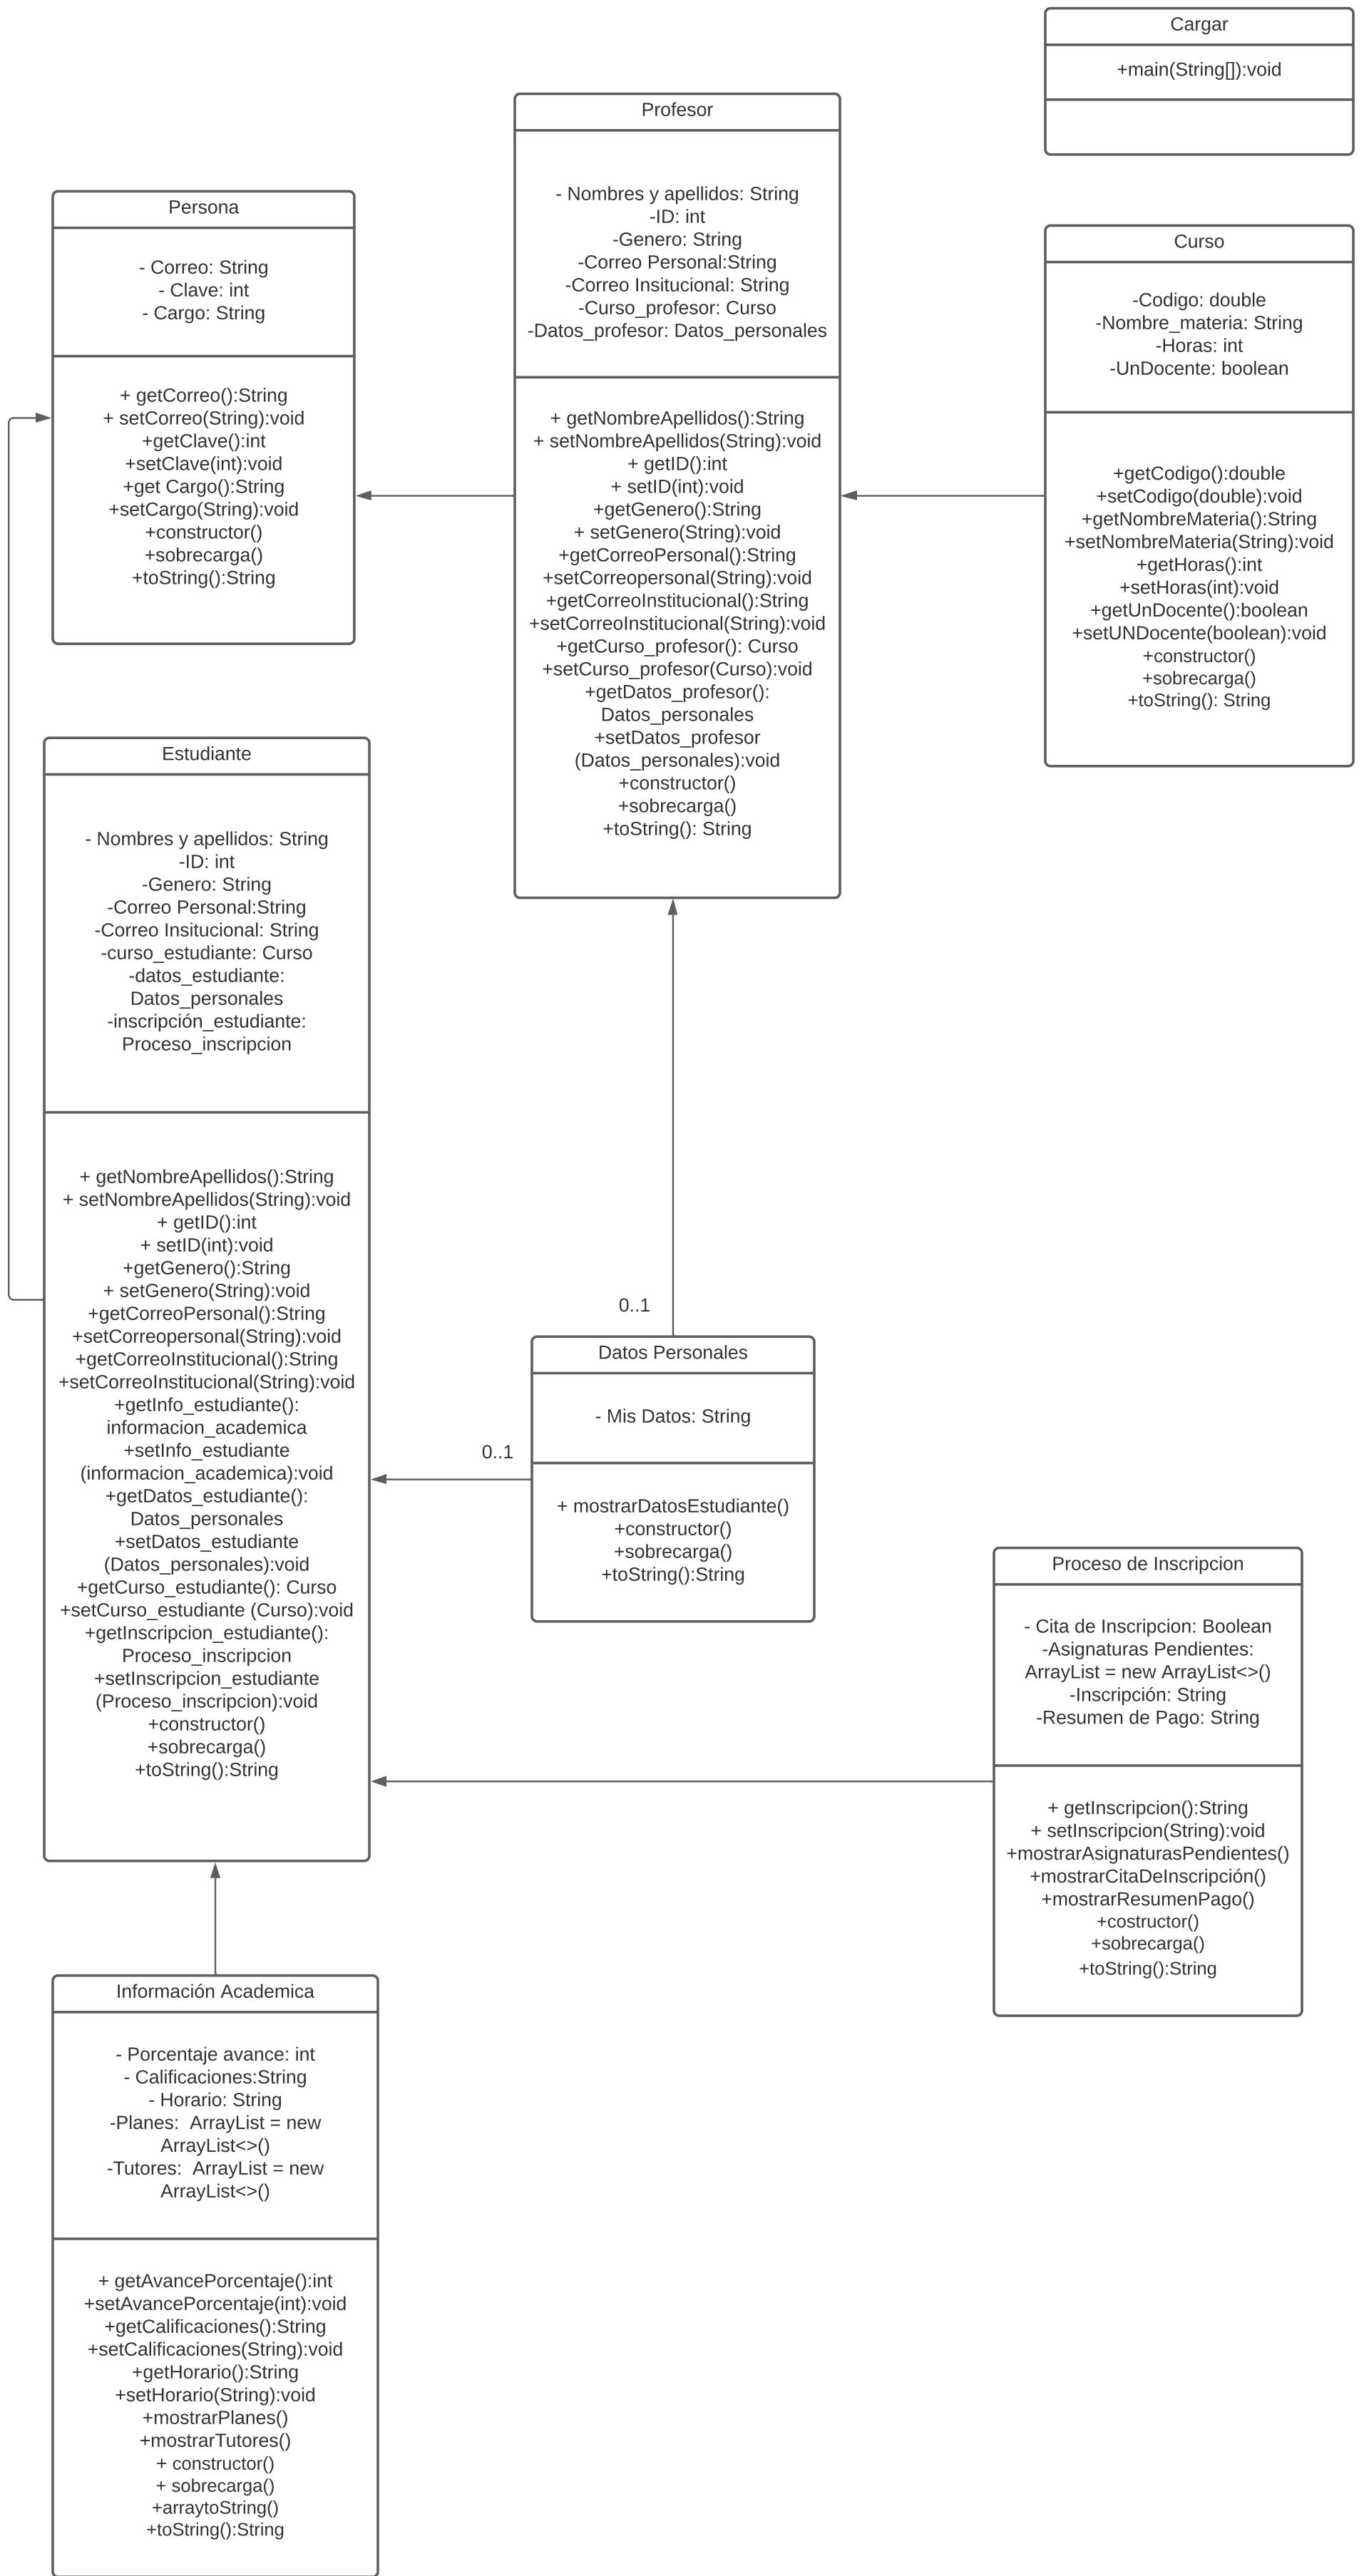 Cargar
+main(String[]):void
Profesor
- Nombres y apellidos: String
-ID: int
-Genero: String
-Correo Personal:String
-Correo Insitucional: String
-Curso_profesor: Curso
-Datos_profesor: Datos_personales
+ getNombreApellidos():String
+ setNombreApellidos(String):void
+ getID():int
+ setID(int):void
+getGenero():String
+ setGenero(String):void
+getCorreoPersonal():String
+setCorreopersonal(String):void
+getCorreoInstitucional():String
+setCorreoInstitucional(String):void
+getCurso_profesor(): Curso
+setCurso_profesor(Curso):void
+getDatos_profesor():
Datos_personales
+setDatos_profesor
(Datos_personales):void
+constructor()
+sobrecarga()
+toString(): String
Persona
- Correo: String
- Clave: int
- Cargo: String
+ getCorreo():String
+ setCorreo(String):void
+getClave():int
+setClave(int):void
+get Cargo():String
+setCargo(String):void
+constructor()
+sobrecarga()
+toString():String
Curso
-Codigo: double
-Nombre_materia: String
-Horas: int
-UnDocente: boolean
+getCodigo():double
+setCodigo(double):void
+getNombreMateria():String
+setNombreMateria(String):void
+getHoras():int
+setHoras(int):void
+getUnDocente():boolean
+setUNDocente(boolean):void
+constructor()
+sobrecarga()
+toString(): String
Estudiante
- Nombres y apellidos: String
-ID: int
-Genero: String
-Correo Personal:String
-Correo Insitucional: String
-curso_estudiante: Curso
-datos_estudiante:
Datos_personales
-inscripción_estudiante:
Proceso_inscripcion
+ getNombreApellidos():String
+ setNombreApellidos(String):void
+ getID():int
+ setID(int):void
+getGenero():String
+ setGenero(String):void
+getCorreoPersonal():String
+setCorreopersonal(String):void
+getCorreoInstitucional():String
+setCorreoInstitucional(String):void
+getInfo_estudiante():
informacion_academica
+setInfo_estudiante
(informacion_academica):void
+getDatos_estudiante():
Datos_personales
+setDatos_estudiante
(Datos_personales):void
+getCurso_estudiante(): Curso
+setCurso_estudiante (Curso):void
+getInscripcion_estudiante():
Proceso_inscripcion
+setInscripcion_estudiante
(Proceso_inscripcion):void
+constructor()
+sobrecarga()
+toString():String
0..1
0..1
Datos Personales
- Mis Datos: String
+ mostrarDatosEstudiante()
+constructor()
+sobrecarga()
+toString():String
Proceso de Inscripcion
- Cita de Inscripcion: Boolean
-Asignaturas Pendientes:
ArrayList = new ArrayList<>()
-Inscripción: String
-Resumen de Pago: String
+ getInscripcion():String
+ setInscripcion(String):void
+mostrarAsignaturasPendientes()
+mostrarCitaDeInscripción()
+mostrarResumenPago()
+costructor()
+sobrecarga()
+toString():String
Información Academica
- Porcentaje avance: int
- Calificaciones:String
- Horario: String
-Planes:  ArrayList = new
ArrayList<>()
-Tutores:  ArrayList = new
ArrayList<>()
+ getAvancePorcentaje():int
+setAvancePorcentaje(int):void
+getCalificaciones():String
+setCalificaciones(String):void
+getHorario():String
+setHorario(String):void
+mostrarPlanes()
+mostrarTutores()
+ constructor()
+ sobrecarga()
+arraytoString()
+toString():String